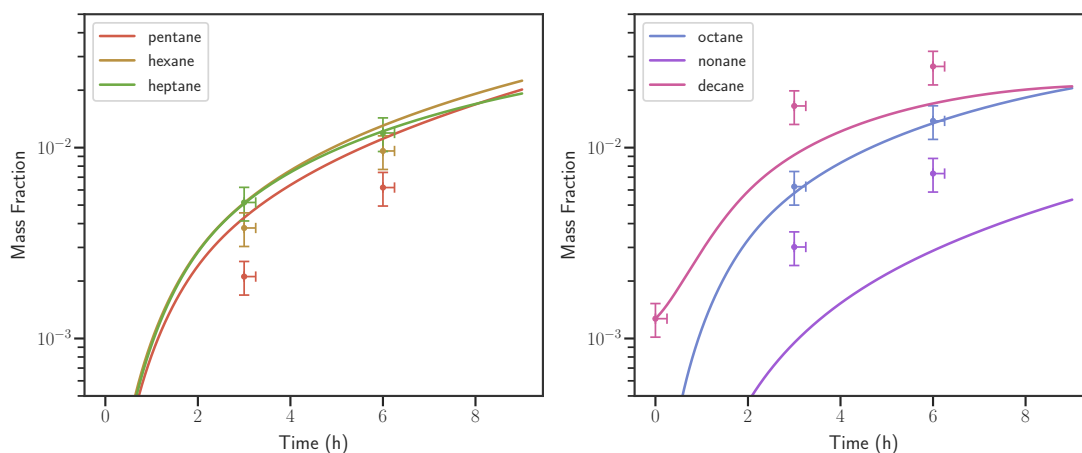 pentane
hexane
heptane
10⁻²
10⁻³
Mass Fraction
0 2 4 6 8
Time (h)
octane
nonane
decane
10⁻²
10⁻³
Mass Fraction
0 2 4 6 8
Time (h)